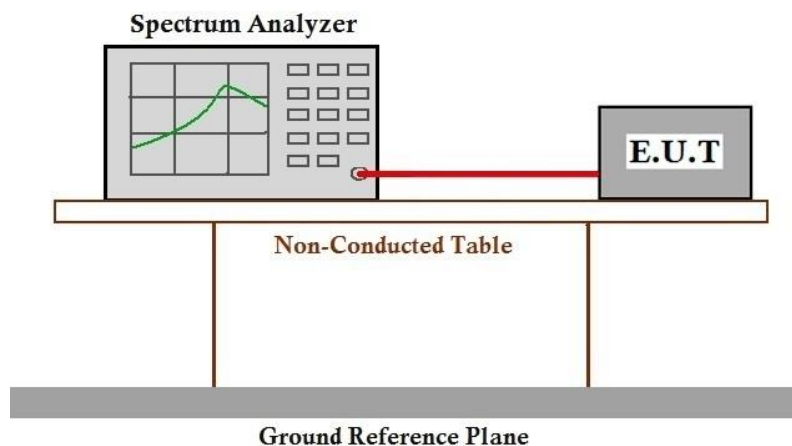 Spectrum Analyzer
E.U.T
Non-Conducted Table
Ground Reference Plane